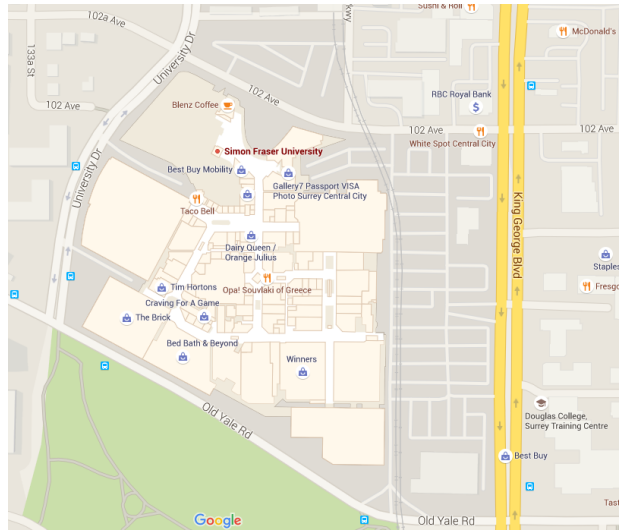 Sushi & Roll
102a Ave
University Dr
133a St
McDonald's
102 Ave
Blenz Coffee
102 Ave
RBC Royal Bank
$
102 Ave
102 Ave
White Spot Central City
Simon Fraser University
Best Buy Mobility
Gallery7 Passport VISA
Photo Surrey Central City
University Dr
Taco Bell
King George Blvd
Dairy Queen /
Orange Julius
Staples
Tim Hortons
Opa! Souvlaki of Greece
Fresgo
Craving For A Game
The Brick
Bed Bath & Beyond
Winners
Old Yale Rd
Douglas College,
Surrey Training Centre
Best Buy
Tast
Google
Old Yale Rd